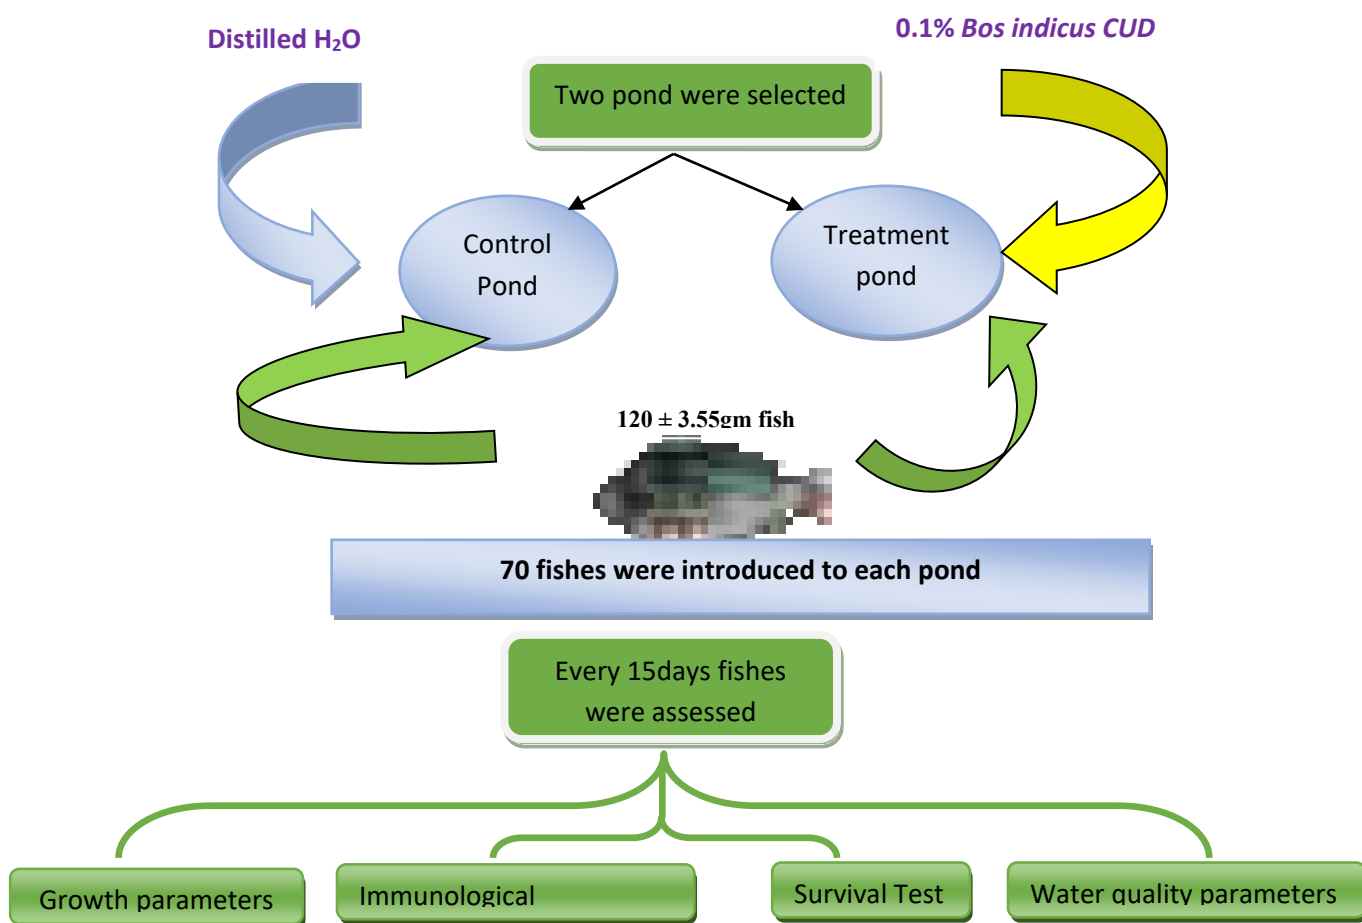 Distilled H₂O
0.1% Bos indicus CUD
Two pond were selected
Control
Pond
Treatment
pond
120 ± 3.55gm fish
70 fishes were introduced to each pond
Every 15days fishes
were assessed
Growth parameters
Immunological
Survival Test
Water quality parameters